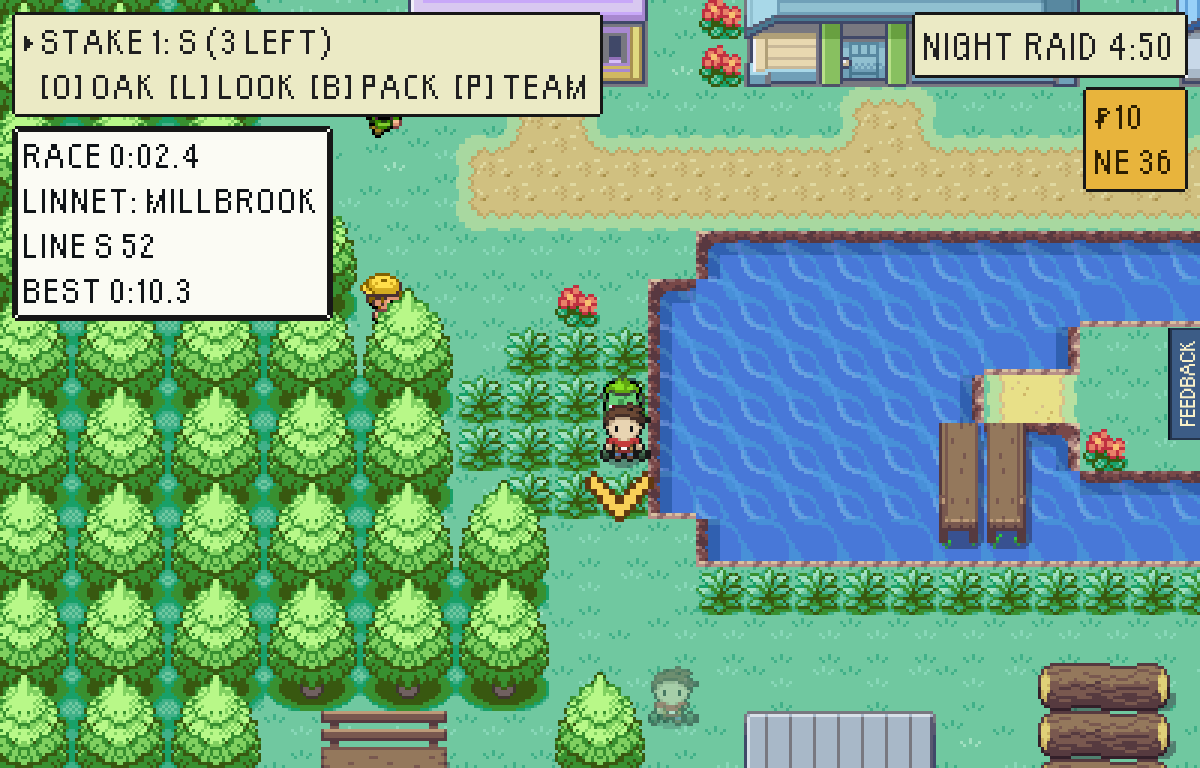 ▸STAKE 1: S (3 LEFT)
[O] OAK [L] LOOK [B] PACK [P] TEAM
NIGHT RAID 4:50
₽10
NE 36
RACE 0:02.4
LINNET: MILLBROOK
LINE S 52
BEST 0:10.3
FEEDBACK